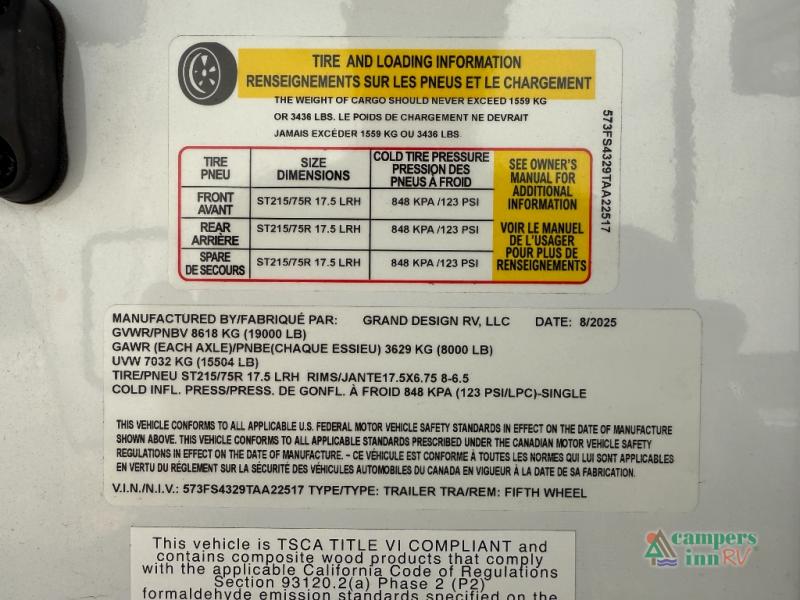 TIRE AND LOADING INFORMATION
RENSEIGNEMENTS SUR LES PNEUS ET LE CHARGEMENT
THE WEIGHT OF CARGO SHOULD NEVER EXCEED 1559 KG
OR 3436 LBS. LE POIDS DE CHARGEMENT NE DEVRAIT
JAMAIS EXCÉDER 1559 KG OU 3436 LBS.
TIRE PNEU SIZE DIMENSIONS COLD TIRE PRESSURE PRESSION DES PNEUS À FROID
FRONT AVANT ST215/75R 17.5 LRH 848 KPA /123 PSI
REAR ARRIÈRE ST215/75R 17.5 LRH 848 KPA /123 PSI
SPARE DE SECOURS ST215/75R 17.5 LRH 848 KPA /123 PSI
SEE OWNER'S
MANUAL FOR
ADDITIONAL
INFORMATION
VOIR LE MANUEL
DE L'USAGER
POUR PLUS DE
RENSEIGNEMENTS
573FS4329TAA22517
MANUFACTURED BY/FABRIQUÉ PAR: GRAND DESIGN RV, LLC DATE: 8/2025
GVWR/PNBV 8618 KG (19000 LB)
GAWR (EACH AXLE)/PNBE(CHAQUE ESSIEU) 3629 KG (8000 LB)
UVW 7032 KG (15504 LB)
TIRE/PNEU ST215/75R 17.5 LRH RIMS/JANTE17.5X6.75 8-6.5
COLD INFL. PRESS/PRESS. DE GONFL. À FROID 848 KPA (123 PSI/LPC)-SINGLE
THIS VEHICLE CONFORMS TO ALL APPLICABLE U.S. FEDERAL MOTOR VEHICLE SAFETY STANDARDS IN EFFECT ON THE DATE OF MANUFACTURE
SHOWN ABOVE. THIS VEHICLE CONFORMS TO ALL APPLICABLE STANDARDS PRESCRIBED UNDER THE CANADIAN MOTOR VEHICLE SAFETY
REGULATIONS IN EFFECT ON THE DATE OF MANUFACTURE. - CE VÉHICULE EST CONFORME À TOUTES LES NORMES QUI LUI SONT APPLICABLES
EN VERTU DU RÉGLEMENT SUR LA SÉCURITÉ DES VÉHICULES AUTOMOBILES DU CANADA EN VIGUEUR À LA DATE DE SA FABRICATION.
V.I.N./N.I.V.: 573FS4329TAA22517 TYPE/TYPE: TRAILER TRA/REM: FIFTH WHEEL
This vehicle is TSCA TITLE VI COMPLIANT and
contains composite wood products that comply
with the applicable California Code of Regulations
Section 93120.2(a) Phase 2 (P2)
formaldehyde emission standards specified on the
campers
inn RV